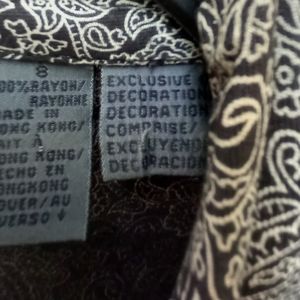 8
100% RAYON/
RAYONNE
MADE IN
HONG KONG/
FAIT À
HONG KONG/
HECHO EN
HONGKONG
OVER/AU
VERSO ↓
EXCLUSIVE
DECORATION
DECORATION
COMPRISE/
EXCLUYENDO
DECORACION